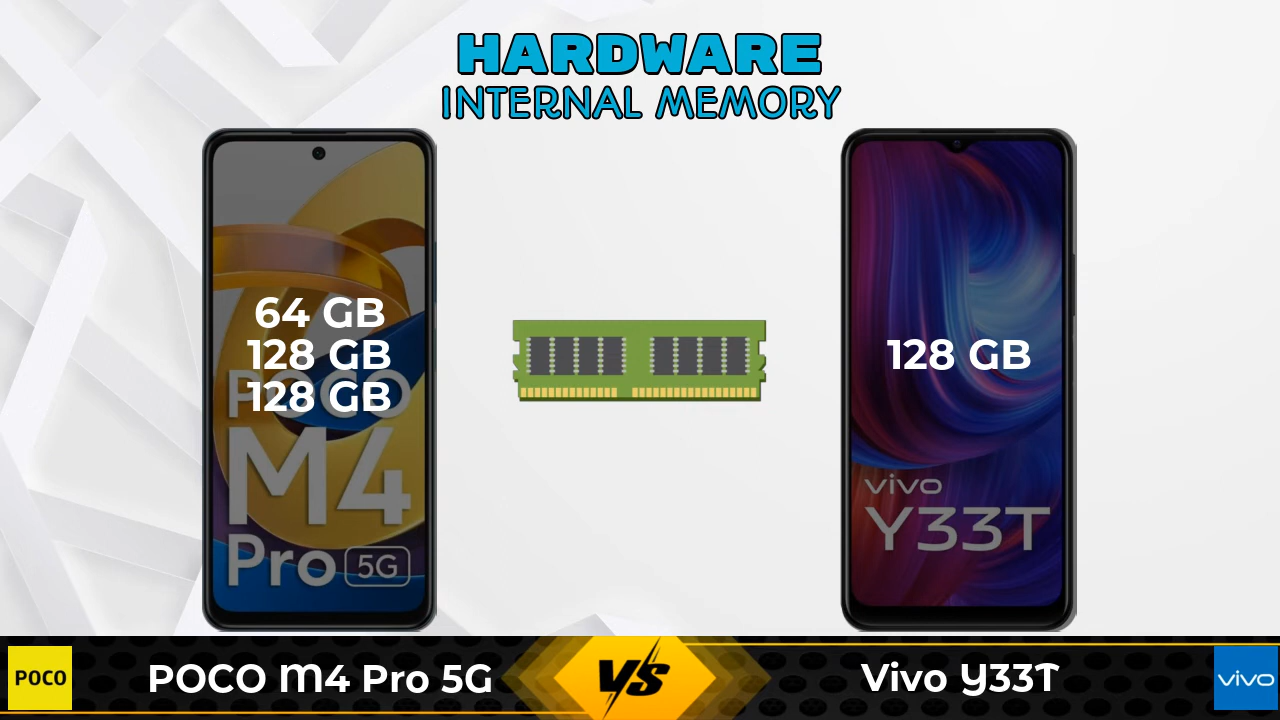 HARDWARE
INTERNAL MEMORY
64 GB
128 GB
128 GB
POCO
M4
Pro 5G
128 GB
vivo
Y33T
POCO
POCO M4 Pro 5G
VS
Vivo Y33T
vivo